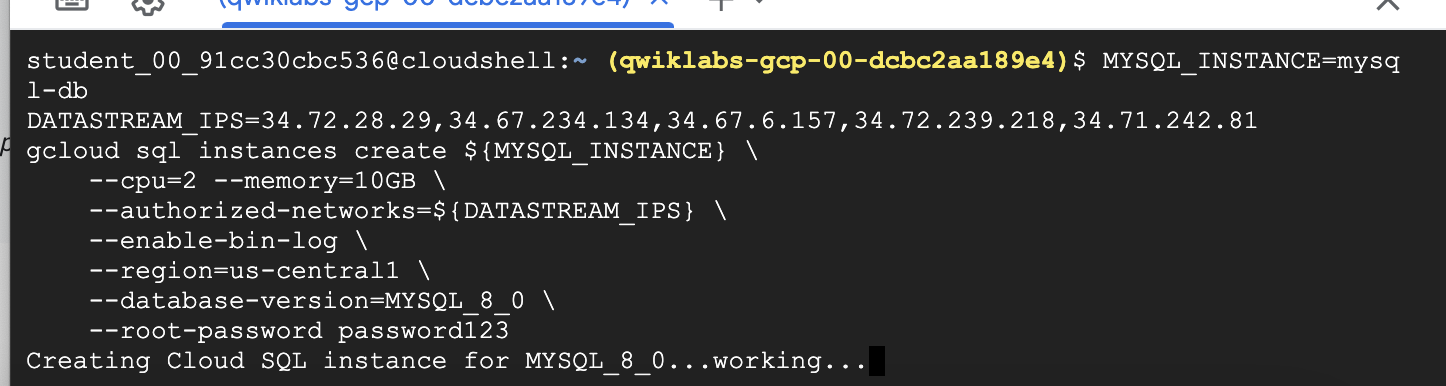 (qwiklabs-gcp-00-dcbc2aa189e4)
student_00_91cc30cbc536@cloudshell:~ (qwiklabs-gcp-00-dcbc2aa189e4)$ MYSQL_INSTANCE=mysq
l-db
DATASTREAM_IPS=34.72.28.29,34.67.234.134,34.67.6.157,34.72.239.218,34.71.242.81
gcloud sql instances create ${MYSQL_INSTANCE} \
    --cpu=2 --memory=10GB \
    --authorized-networks=${DATASTREAM_IPS} \
    --enable-bin-log \
    --region=us-central1 \
    --database-version=MYSQL_8_0 \
    --root-password password123
Creating Cloud SQL instance for MYSQL_8_0...working...